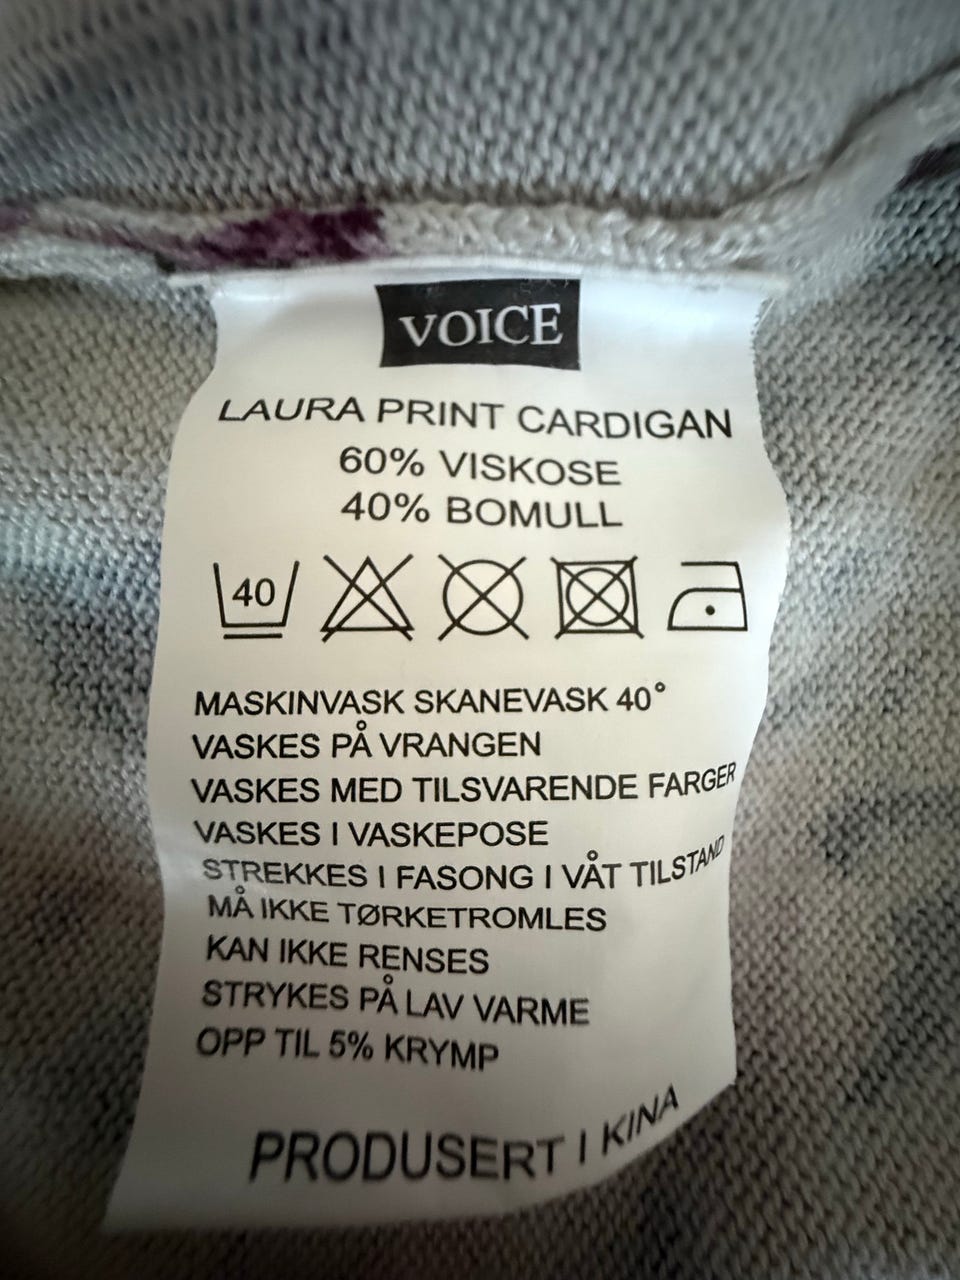 VOICE
LAURA PRINT CARDIGAN
60% VISKOSE
40% BOMULL
40
MASKINVASK SKANEVASK 40°
VASKES PÅ VRANGEN
VASKES MED TILSVARENDE FARGER
VASKES I VASKEPOSE
STREKKES I FASONG I VÅT TILSTAND
MÅ IKKE TØRKETROMLES
KAN IKKE RENSES
STRYKES PÅ LAV VARME
OPP TIL 5% KRYMP
PRODUSERT I KINA